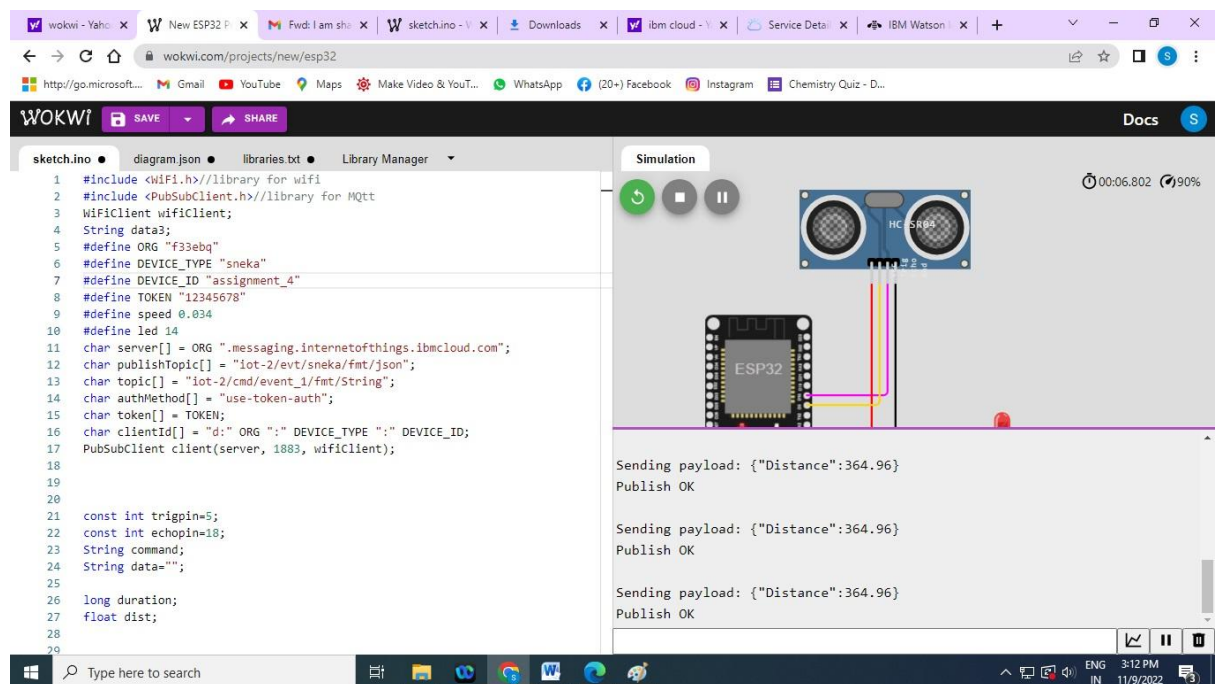 wokwi - Yaho
New ESP32 P
Fwd: I am sha
sketch.ino - W
Downloads
ibm cloud - Y
Service Detail
IBM Watson I
wokwi.com/projects/new/esp32
S
http://go.microsoft....
Gmail
YouTube
Maps
Make Video & YouT...
WhatsApp
(20+) Facebook
Instagram
Chemistry Quiz - D...
WOKWI
SAVE
SHARE
Docs
S
sketch.ino
diagram.json
libraries.txt
Library Manager
1 #include <WiFi.h>//library for wifi
2 #include <PubSubClient.h>//library for MQtt
3 WiFiClient wifiClient;
4 String data3;
5 #define ORG "f33ebq"
6 #define DEVICE_TYPE "sneka"
7 #define DEVICE_ID "assignment_4"
8 #define TOKEN "12345678"
9 #define speed 0.034
10 #define led 14
11 char server[] = ORG ".messaging.internetofthings.ibmcloud.com";
12 char publishTopic[] = "iot-2/evt/sneka/fmt/json";
13 char topic[] = "iot-2/cmd/event_1/fmt/String";
14 char authMethod[] = "use-token-auth";
15 char token[] = TOKEN;
16 char clientId[] = "d:" ORG ":" DEVICE_TYPE ":" DEVICE_ID;
17 PubSubClient client(server, 1883, wifiClient);
18
19
20
21 const int trigpin=5;
22 const int echopin=18;
23 String command;
24 String data="";
25
26 long duration;
27 float dist;
28
29
Simulation
00:06.802 90%
HC-SR04
ESP32
Sending payload: {"Distance":364.96}
Publish OK
Sending payload: {"Distance":364.96}
Publish OK
Sending payload: {"Distance":364.96}
Publish OK
Type here to search
ENG
IN
3:12 PM
11/9/2022
3